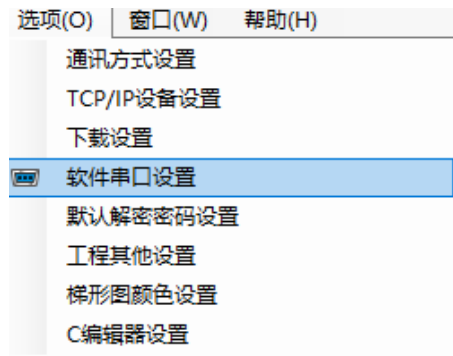 选项(O) 窗口(W) 帮助(H)
通讯方式设置
TCP/IP设备设置
下载设置
软件串口设置
默认解密密码设置
工程其他设置
梯形图颜色设置
C编辑器设置